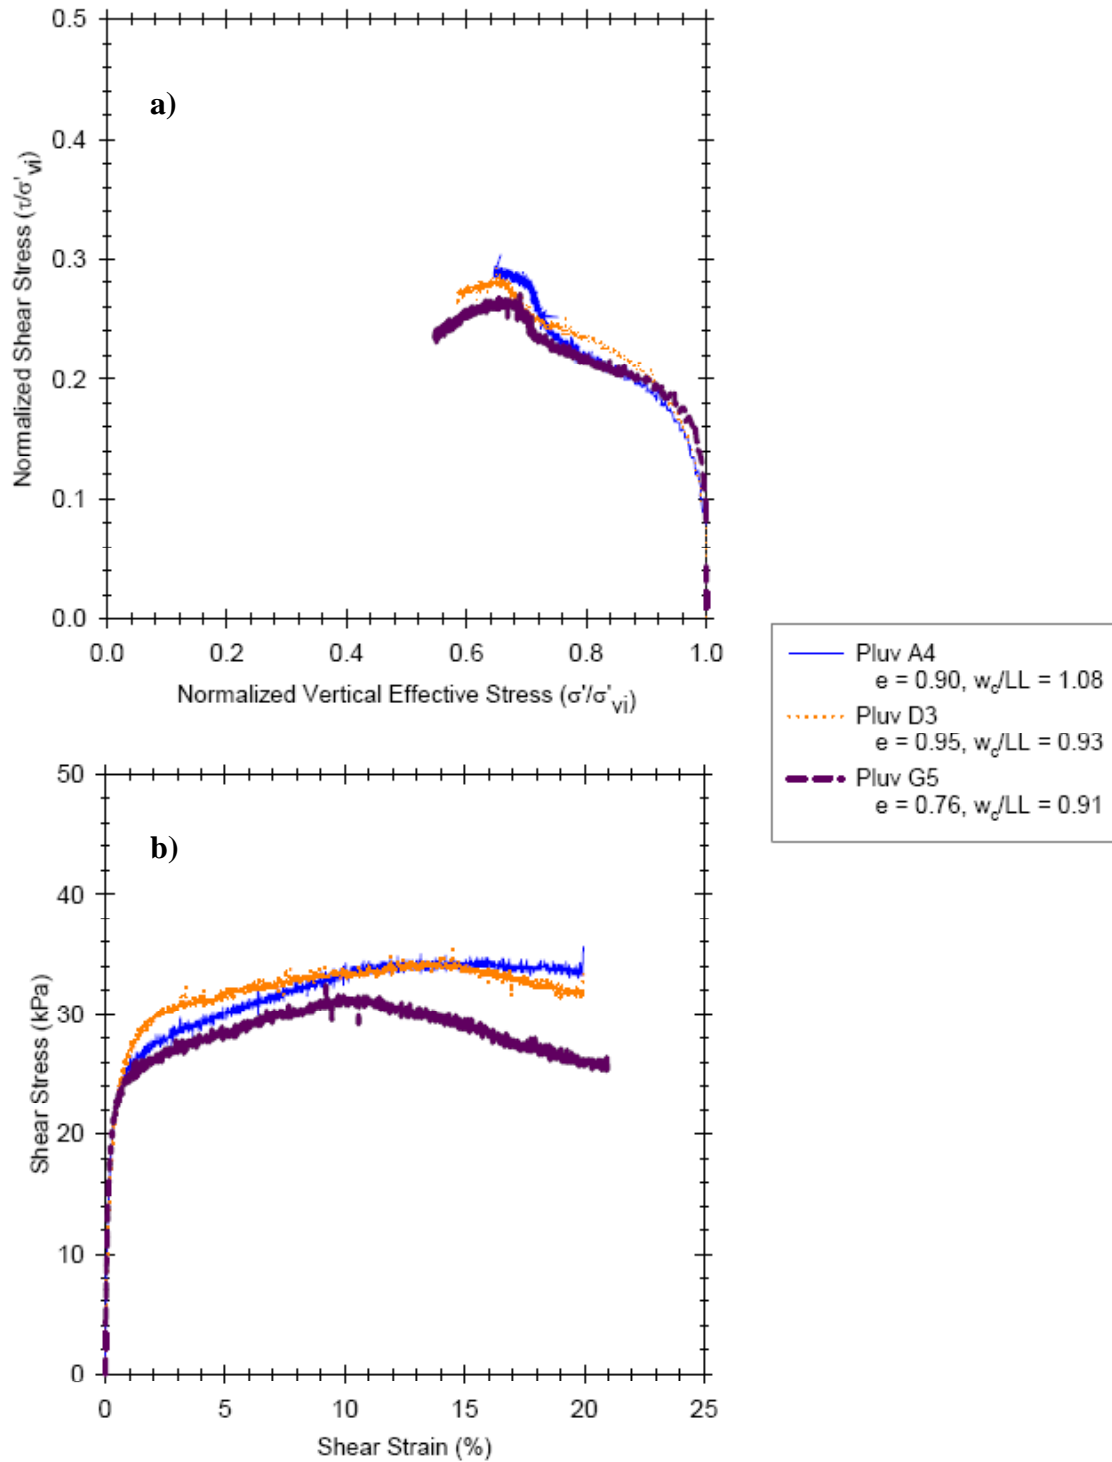 a)
0.5
0.4
0.3
0.2
0.1
0.0
Normalized Shear Stress (τ/σ'vi)
0.0 0.2 0.4 0.6 0.8 1.0
Normalized Vertical Effective Stress (σ'/σ'vi)
Pluv A4
e = 0.90, wc/LL = 1.08
Pluv D3
e = 0.95, wc/LL = 0.93
Pluv G5
e = 0.76, wc/LL = 0.91
b)
50
40
30
20
10
0
Shear Stress (kPa)
0 5 10 15 20 25
Shear Strain (%)